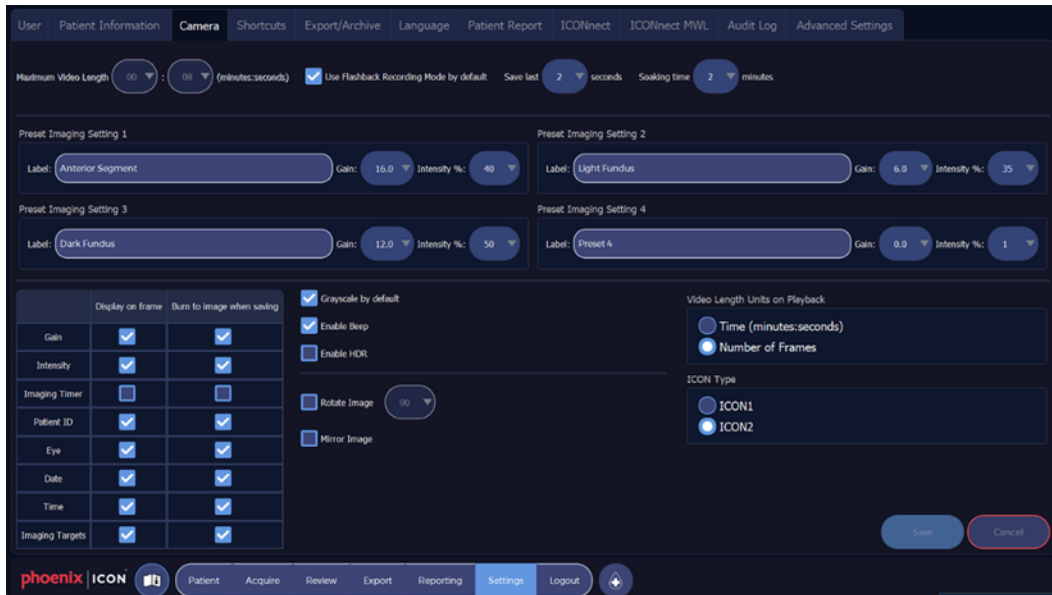 User Patient Information Camera Shortcuts Export/Archive Language Patient Report ICONnect ICONnect MWL Audit Log Advanced Settings
Maximum Video Length 00 : 08 (minutes:seconds) Use Flashback Recording Mode by default Save last 2 seconds Soaking time 2 minutes
Preset Imaging Setting 1
Label: Anterior Segment Gain: 16.0 Intensity %: 40
Preset Imaging Setting 2
Label: Light Fundus Gain: 6.0 Intensity %: 35
Preset Imaging Setting 3
Label: Dark Fundus Gain: 12.0 Intensity %: 50
Preset Imaging Setting 4
Label: Preset 4 Gain: 0.0 Intensity %: 1
Display on frame Burn to image when saving
Gain
Intensity
Imaging Timer
Patient ID
Eye
Date
Time
Imaging Targets
Grayscale by default
Enable Beep
Enable HDR
Rotate Image 90
Mirror Image
Video Length Units on Playback
Time (minutes:seconds)
Number of Frames
ICON Type
ICON1
ICON2
Save Cancel
phoenix ICON Patient Acquire Review Export Reporting Settings Logout